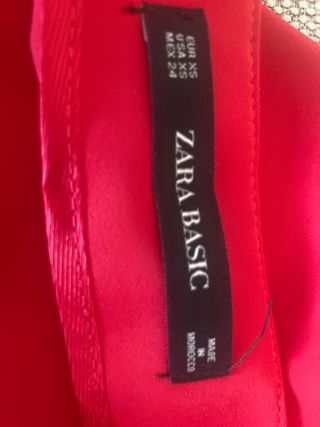 EUR XS
USA XS
MEX 24
ZARA BASIC
MADE
IN
MOROCCO